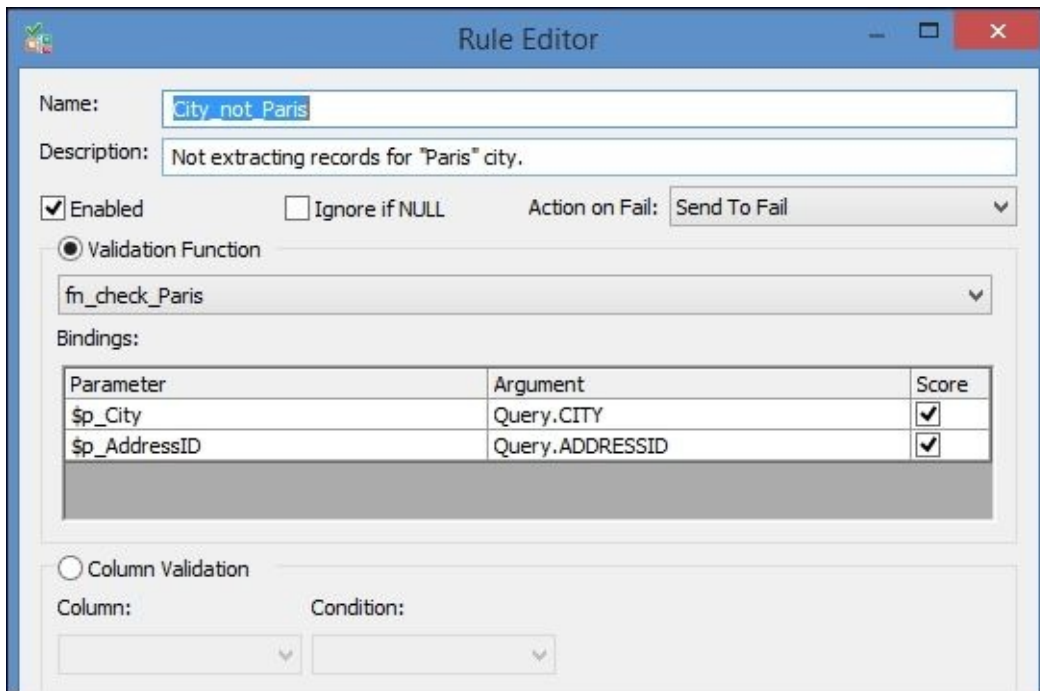 Rule Editor
Name: City_not_Paris
Description: Not extracting records for "Paris" city.
Enabled Ignore if NULL Action on Fail: Send To Fail
Validation Function
fn_check_Paris
Bindings:
Parameter Argument Score
$p_City Query.CITY
$p_AddressID Query.ADDRESSID
Column Validation
Column: Condition: